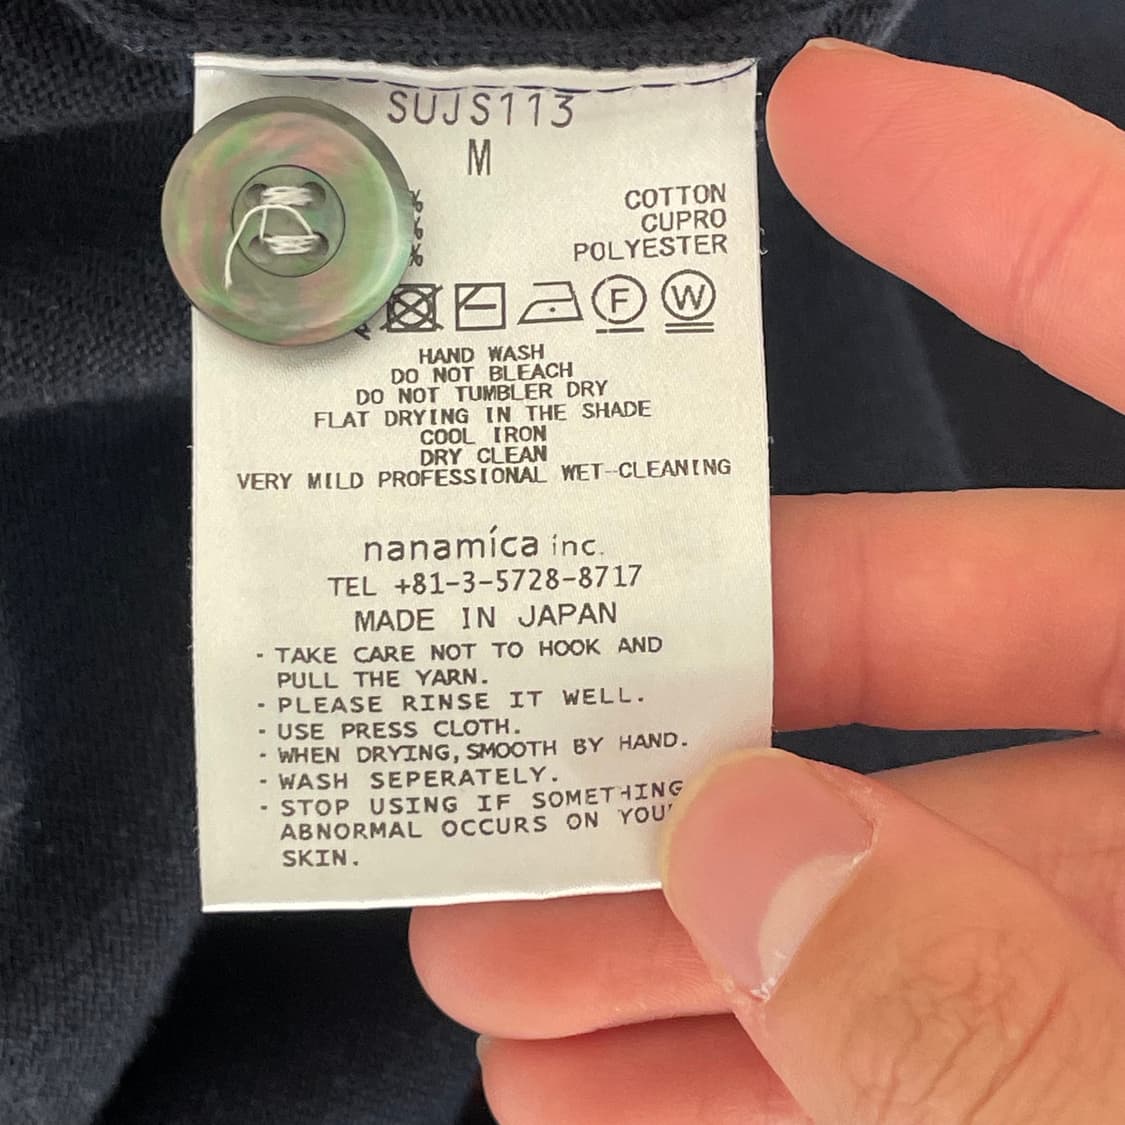 SUJS113
M
% COTTON
% CUPRO
% POLYESTER
F W
HAND WASH
DO NOT BLEACH
DO NOT TUMBLER DRY
FLAT DRYING IN THE SHADE
COOL IRON
DRY CLEAN
VERY MILD PROFESSIONAL WET-CLEANING
nanamíca inc.
TEL +81-3-5728-8717
MADE IN JAPAN
· TAKE CARE NOT TO HOOK AND
PULL THE YARN.
· PLEASE RINSE IT WELL.
· USE PRESS CLOTH.
· WHEN DRYING, SMOOTH BY HAND.
· WASH SEPERATELY.
· STOP USING IF SOMETHING
ABNORMAL OCCURS ON YOUR
SKIN.